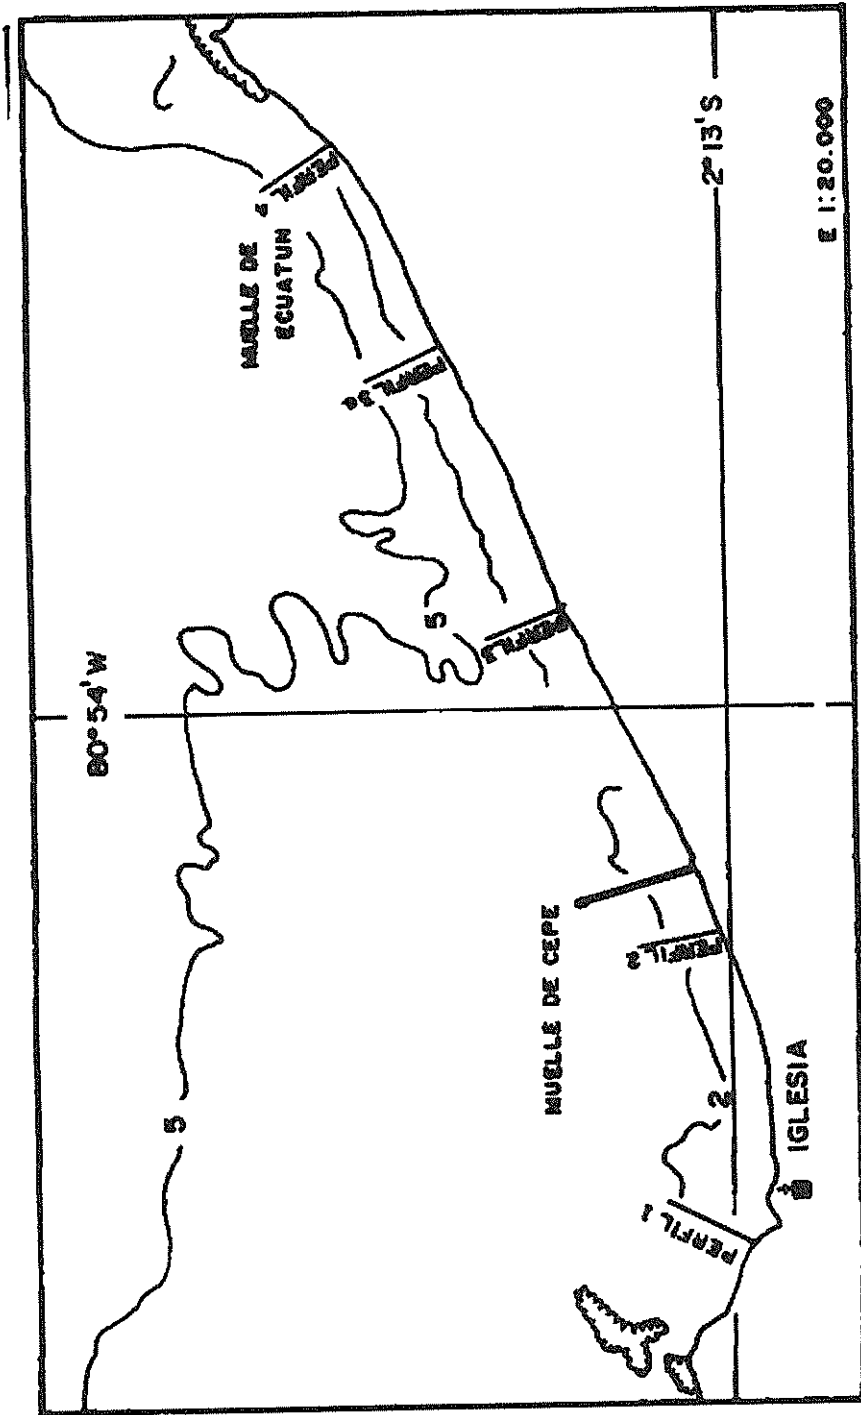 80°54'W
5
MUELLE DE
ECUATUN
PERFIL 4
PERFIL 3a
5
PERFIL 3
MUELLE DE CEPE
PERFIL 2
2
PERFIL 1
IGLESIA
2°13'S
E 1:20.000